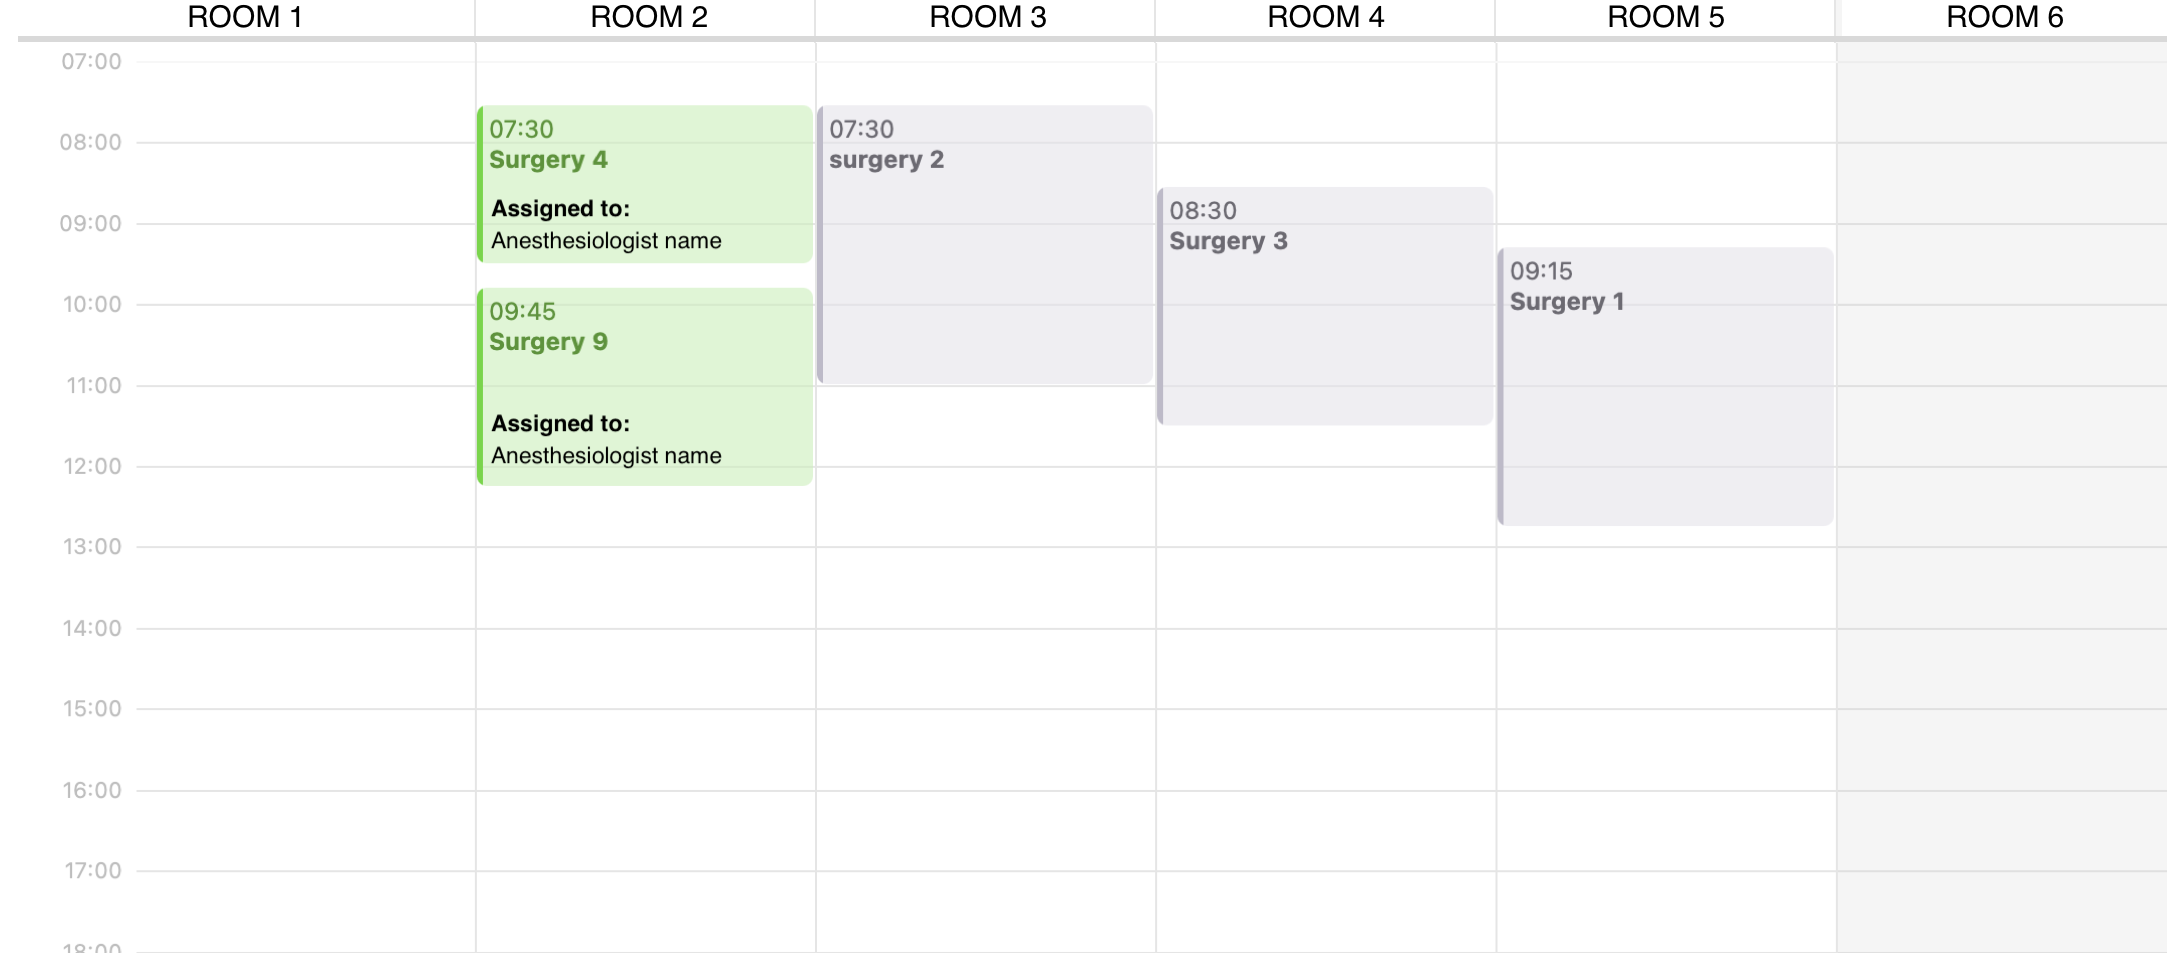 ROOM 1
ROOM 2
ROOM 3
ROOM 4
ROOM 5
ROOM 6
07:00
08:00
09:00
10:00
11:00
12:00
13:00
14:00
15:00
16:00
17:00
18:00
07:30
Surgery 4
Assigned to:
Anesthesiologist name
09:45
Surgery 9
Assigned to:
Anesthesiologist name
07:30
surgery 2
08:30
Surgery 3
09:15
Surgery 1